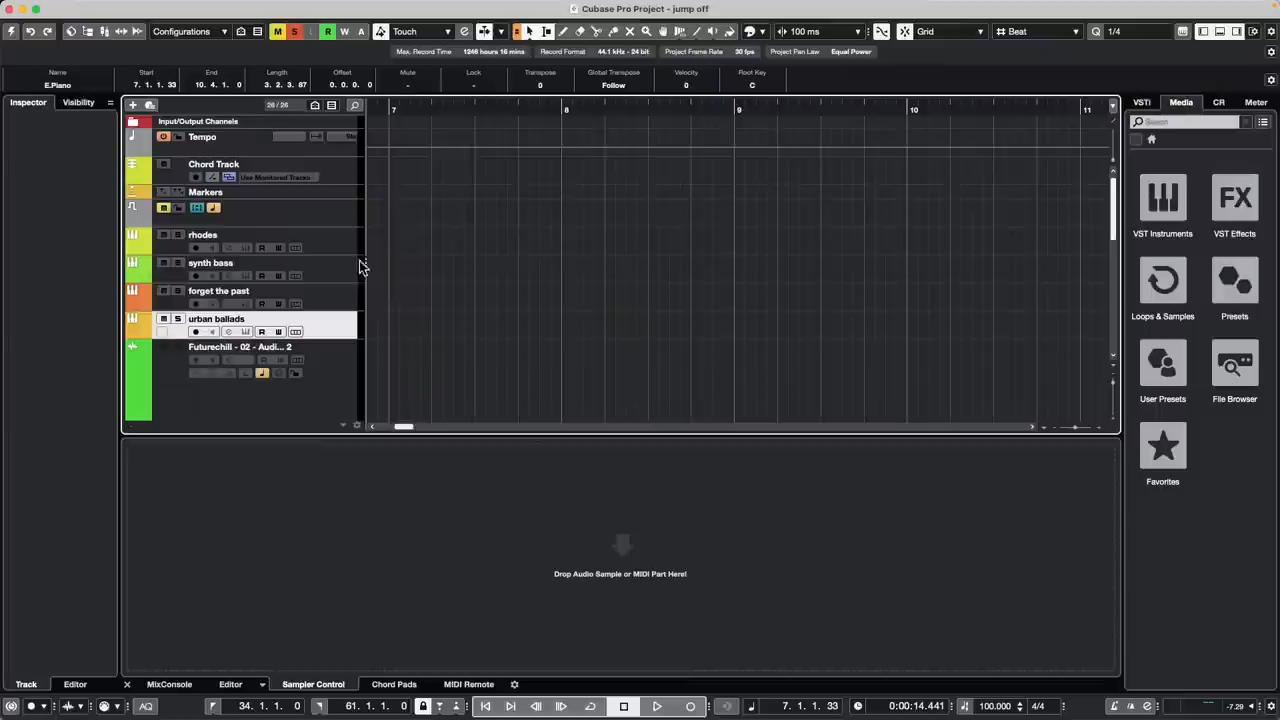 Cubase Pro Project - jump off
Configurations M S L R W A Touch 100 ms Grid Beat Q 1/4
Max. Record Time 1246 hours 16 mins Record Format 44.1 kHz - 24 bit Project Frame Rate 30 fps Project Pan Law Equal Power
Name Start End Length Offset Mute Lock Transpose Global Transpose Velocity Root Key
E.Piano 7. 1. 1. 33 10. 4. 1. 0 3. 2. 3. 87 0. 0. 0. 0 - - 0 Follow 0 C
Inspector Visibility 26 / 26 7 8 9 10 11 VSTi Media CR Meter
Input/Output Channels Search
Tempo
Chord Track
Use Monitored Tracks
Markers
VST Instruments VST Effects
FX
rhodes
R W
synth bass
R W
forget the past
R W
Loops & Samples Presets
m S urban ballads
R W
Futurechill - 02 - Audi... 2
User Presets File Browser
Favorites
Drop Audio Sample or MIDI Part Here!
Track Editor MixConsole Editor Sampler Control Chord Pads MIDI Remote
AQ 34. 1. 1. 0 61. 1. 1. 0 7. 1. 1. 33 0:00:14.441 100.000 4/4 -7.29